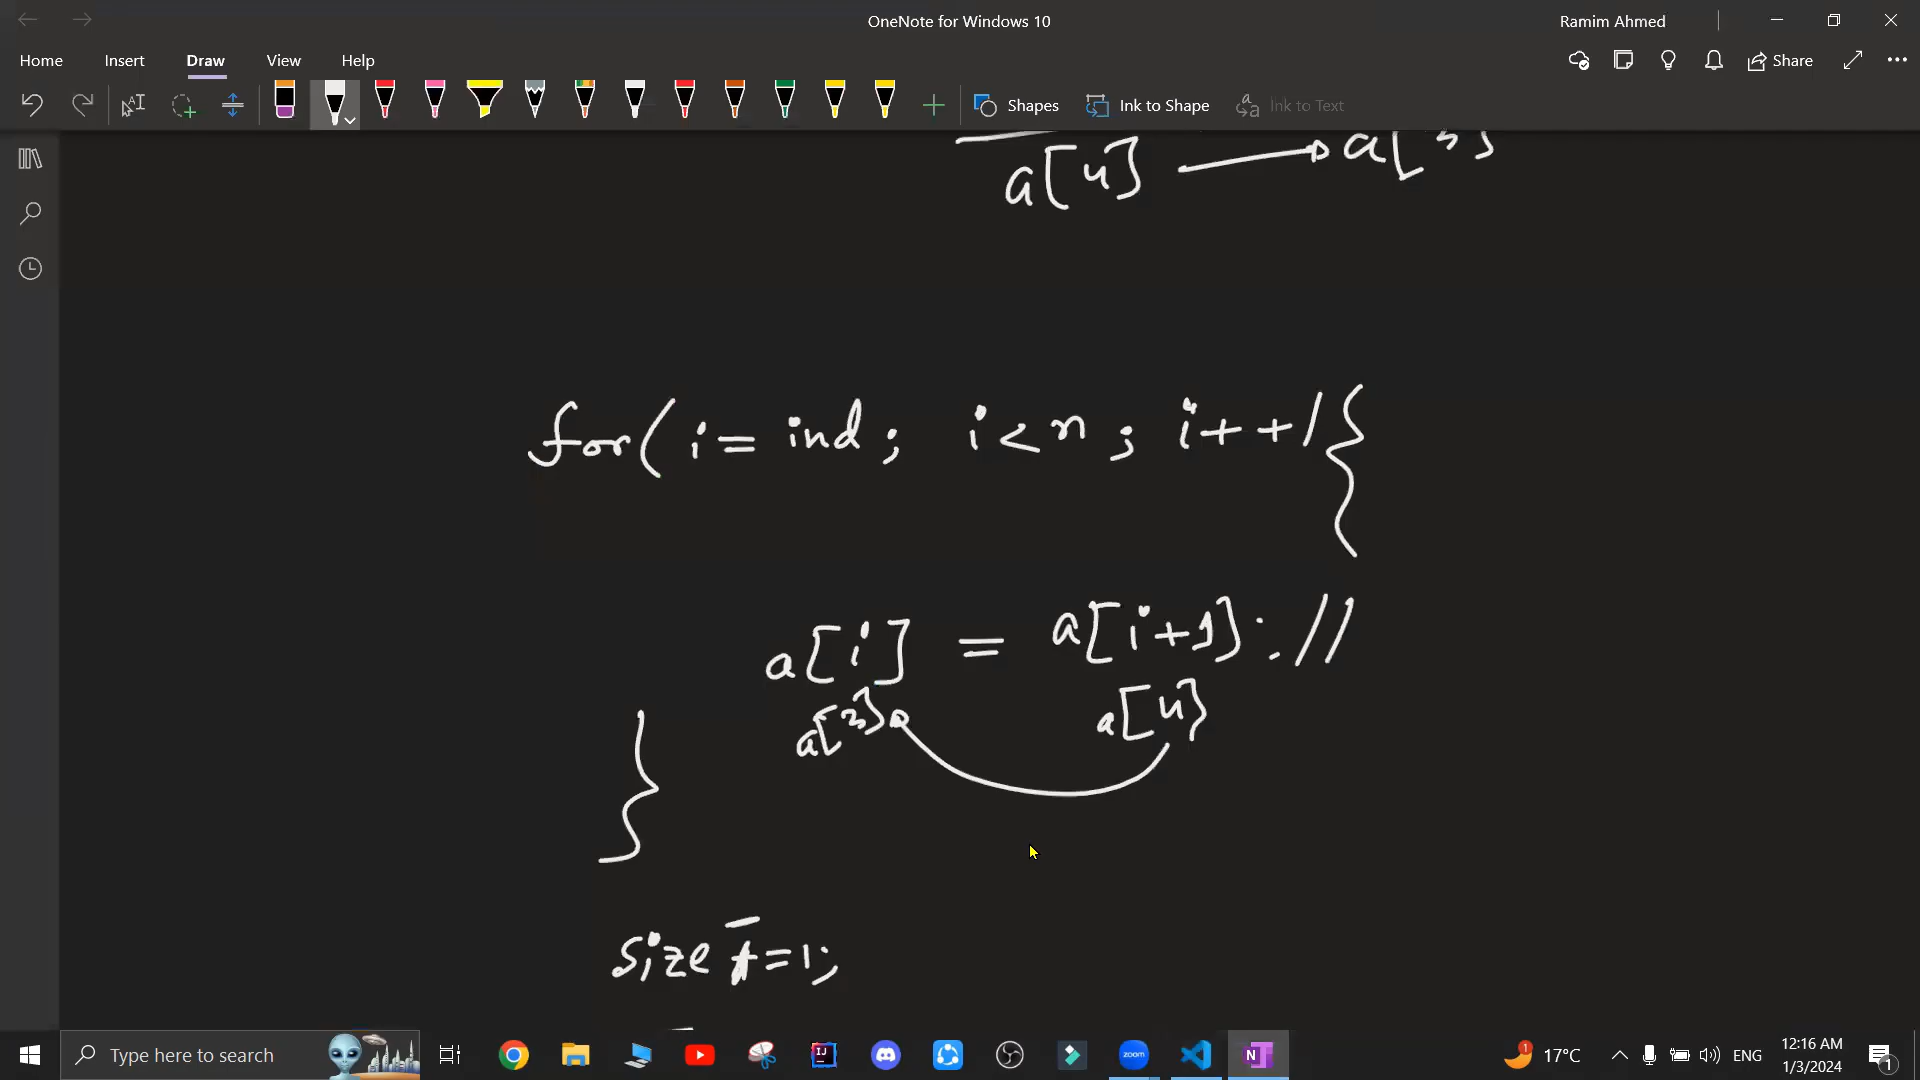 OneNote for Windows 10
Ramim Ahmed
Home Insert Draw View Help
Share
Shapes Ink to Shape Ink to Text
a[4] → a[3]
for( i = ind ; i < n ; i++ ) {
a[i] = a[i+1]; //
a[3] a[4]
}
size -=1;
Type here to search
17°C
ENG
12:16 AM
1/3/2024